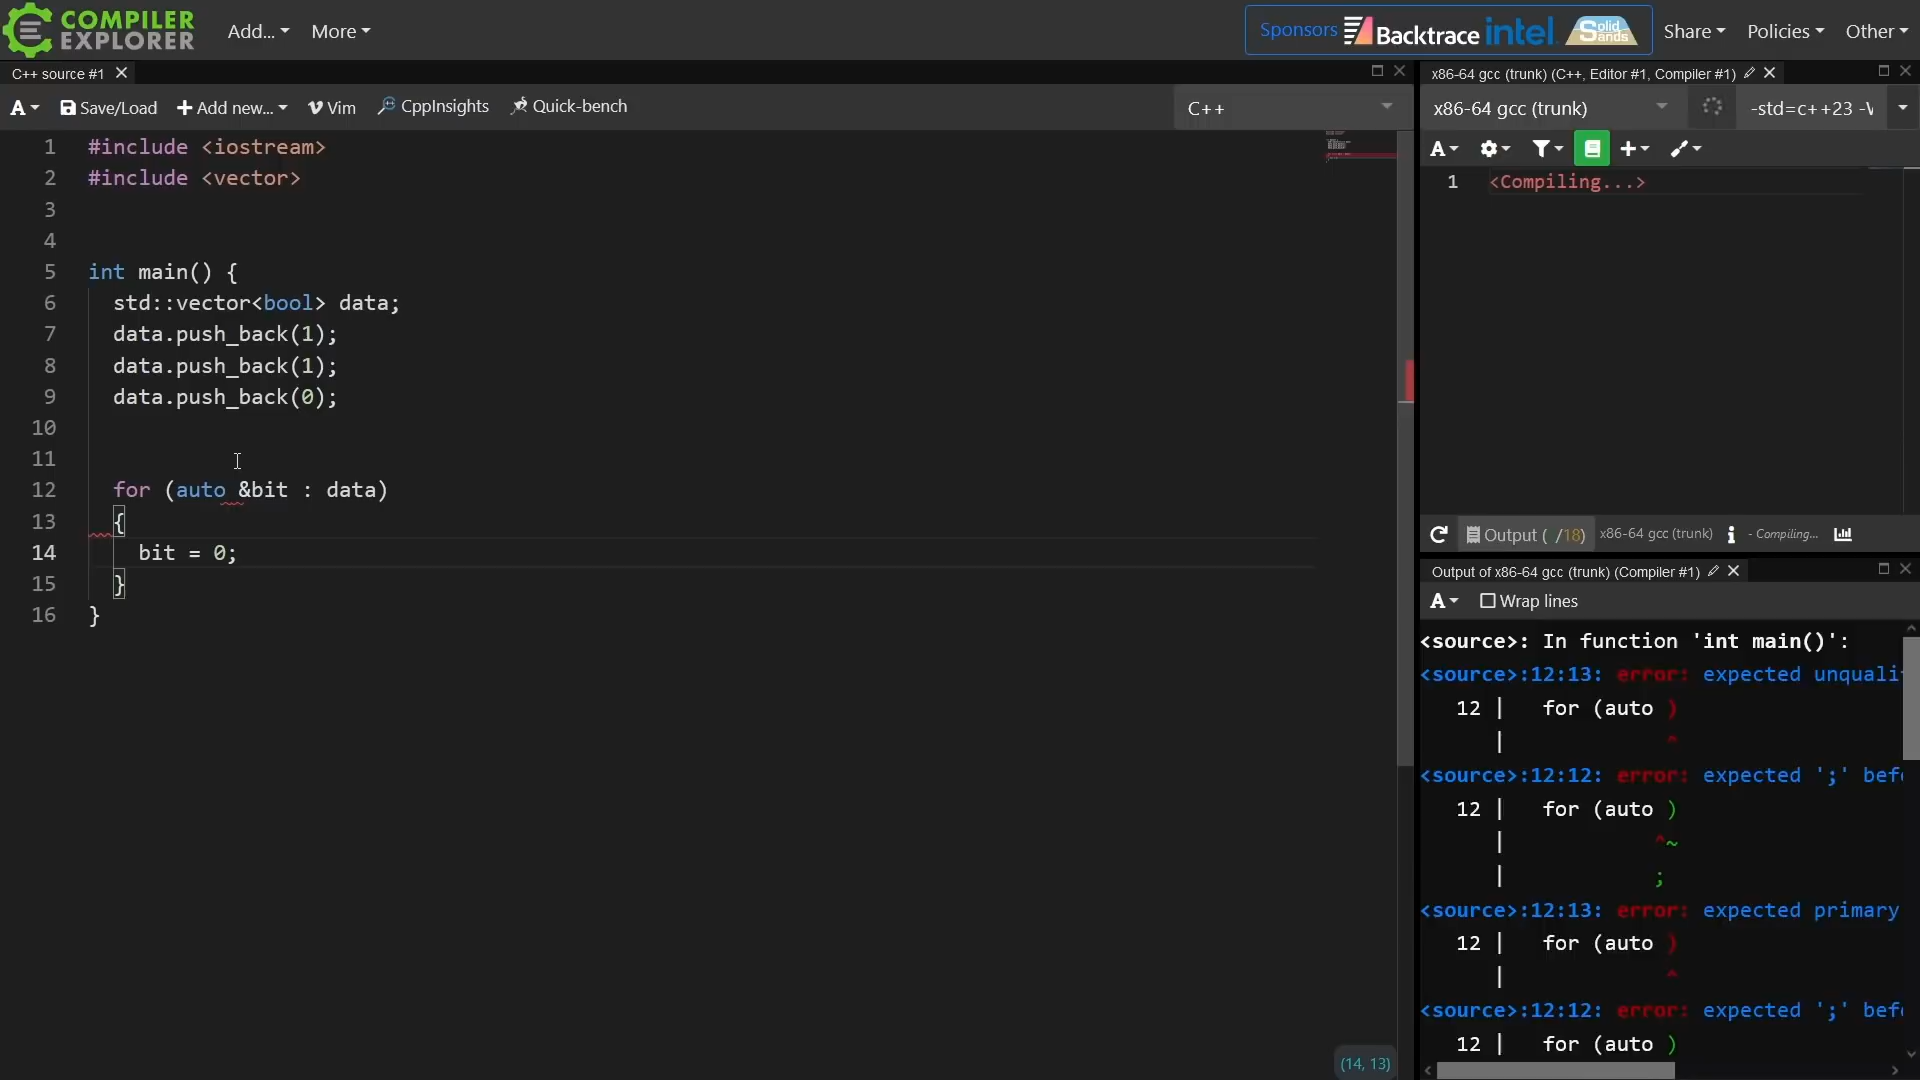 COMPILER
EXPLORER
Add...
More
Sponsors
Backtrace
intel
Solid
Sands
Share
Policies
Other
C++ source #1
A
Save/Load
Add new...
Vim
CppInsights
Quick-bench
C++
1 #include <iostream>
2 #include <vector>
3
4
5 int main() {
6 std::vector<bool> data;
7 data.push_back(1);
8 data.push_back(1);
9 data.push_back(0);
10
11
12 for (auto &bit : data)
13 {
14 bit = 0;
15 }
16 }
(14, 13)
x86-64 gcc (trunk) (C++, Editor #1, Compiler #1)
x86-64 gcc (trunk)
-std=c++23 -
A
1 <Compiling...>
Output ( /18)
x86-64 gcc (trunk)
- Compiling...
Output of x86-64 gcc (trunk) (Compiler #1)
A
Wrap lines
<source>: In function 'int main()':
<source>:12:13: error: expected unquali
12 | for (auto )
| ^
<source>:12:12: error: expected ';' bef
12 | for (auto )
| ^~
| ;
<source>:12:13: error: expected primary
12 | for (auto )
| ^
<source>:12:12: error: expected ';' bef
12 | for (auto )